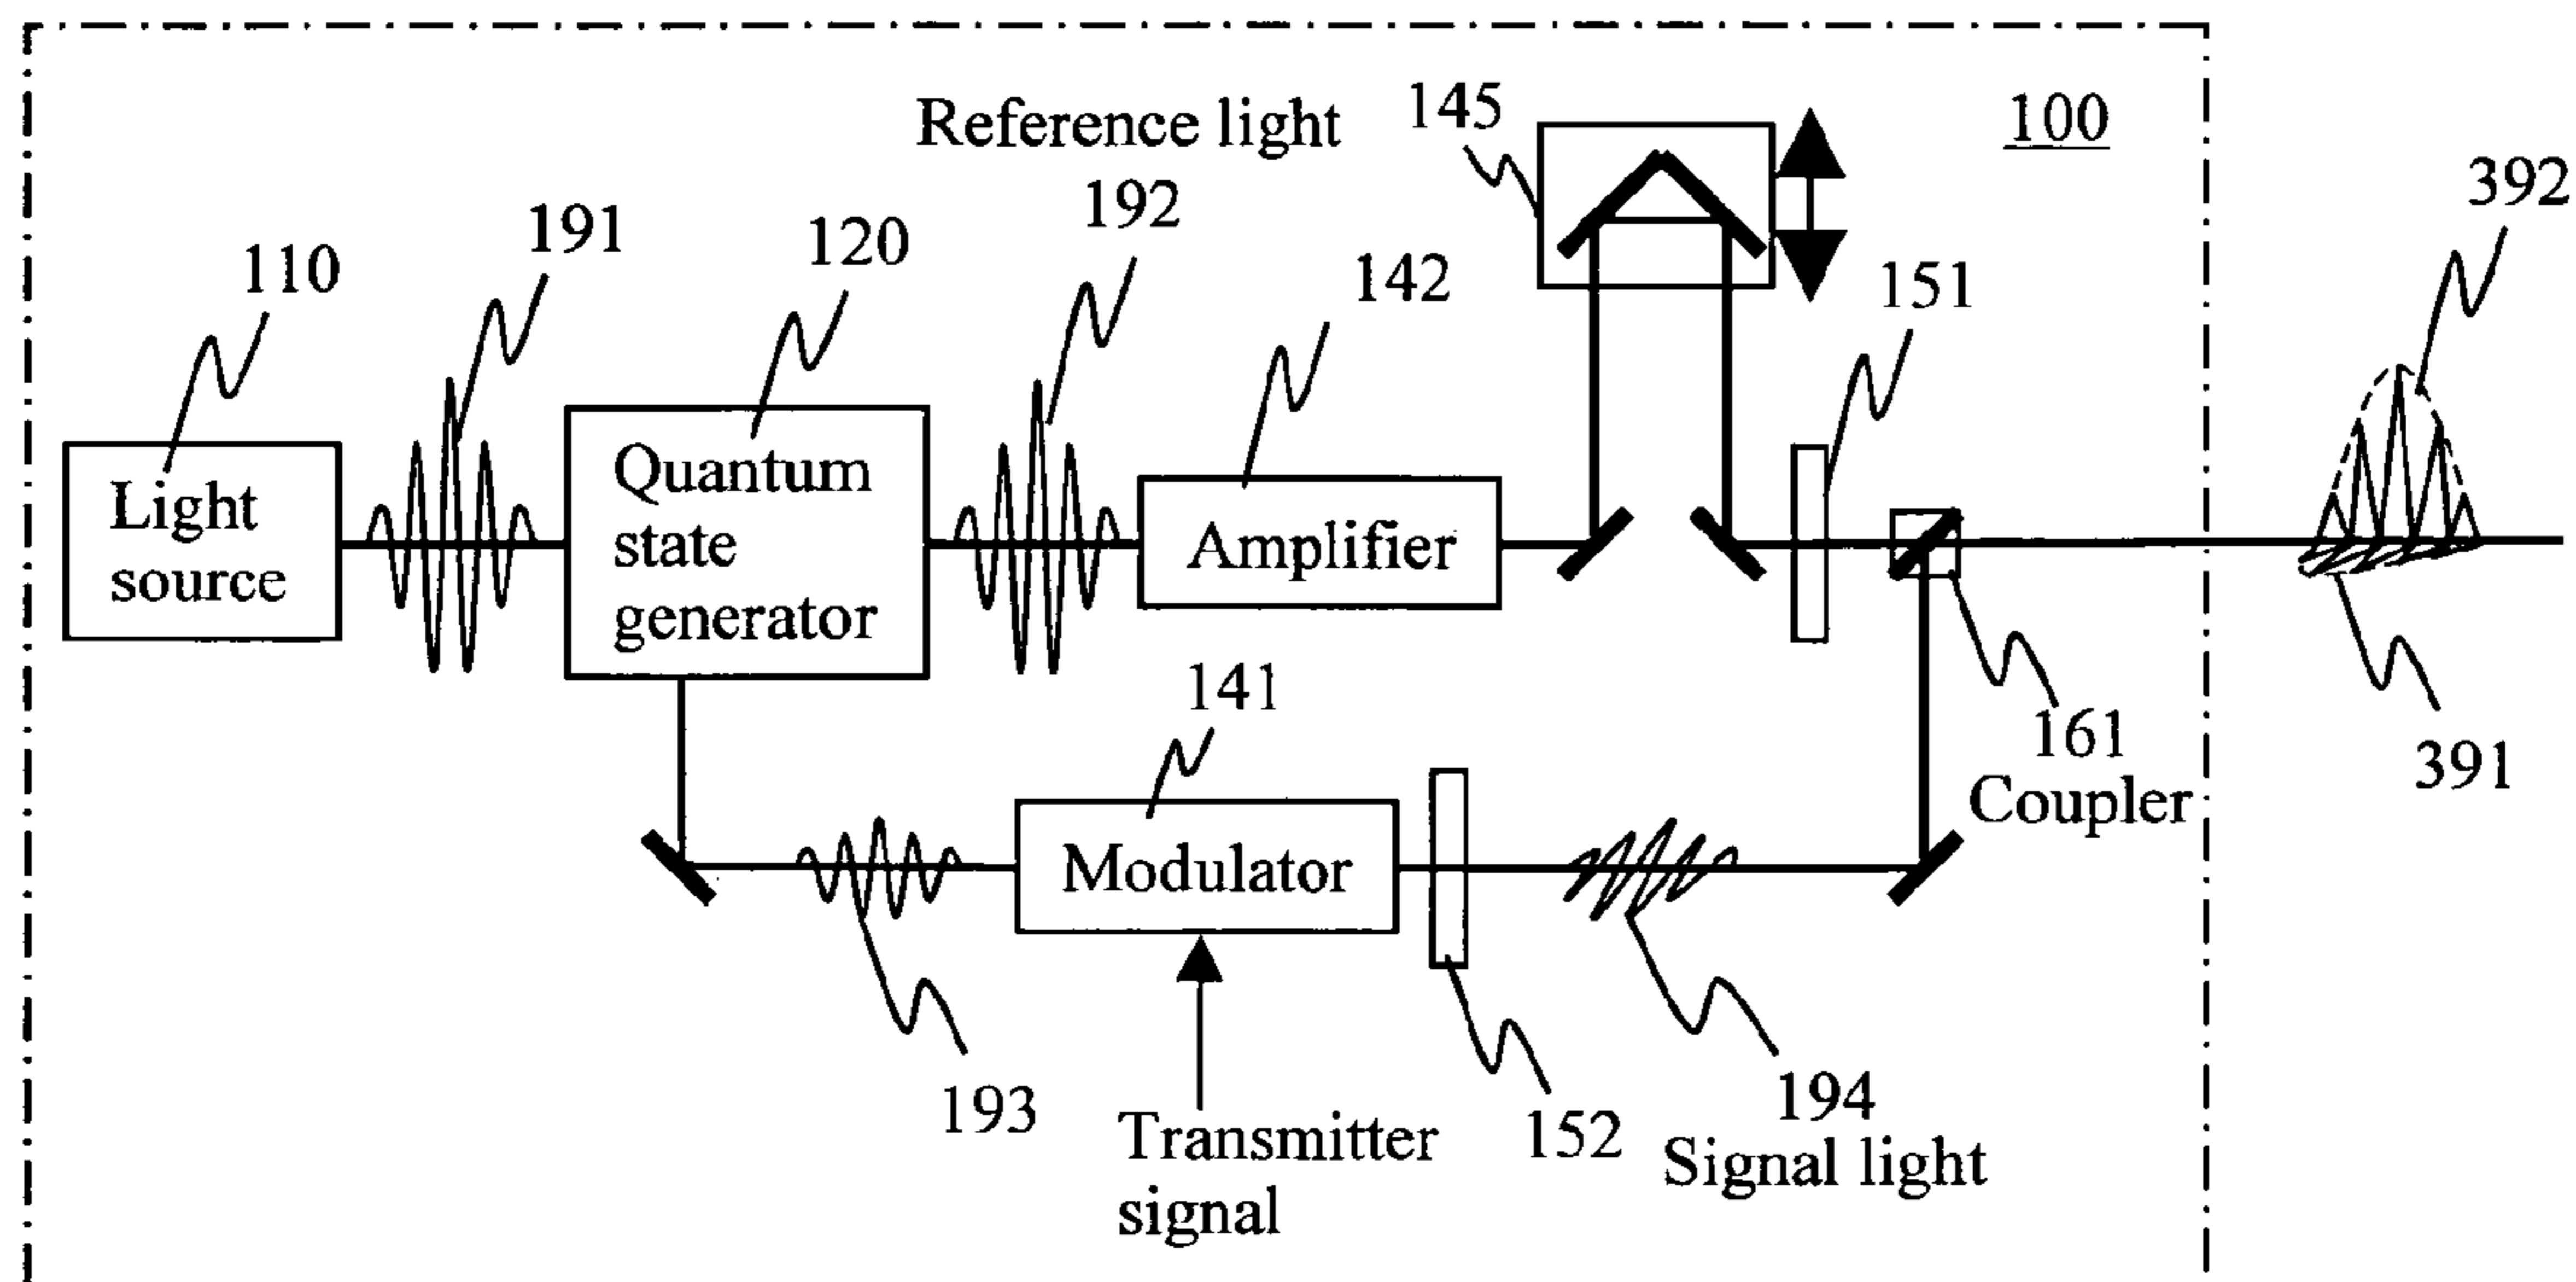 Reference light
192
145
100
392
110
191
120
142
151
Light
source
Quantum
state
generator
Amplifier
141
161
Coupler
391
Modulator
193
Transmitter
signal
152
194
Signal light